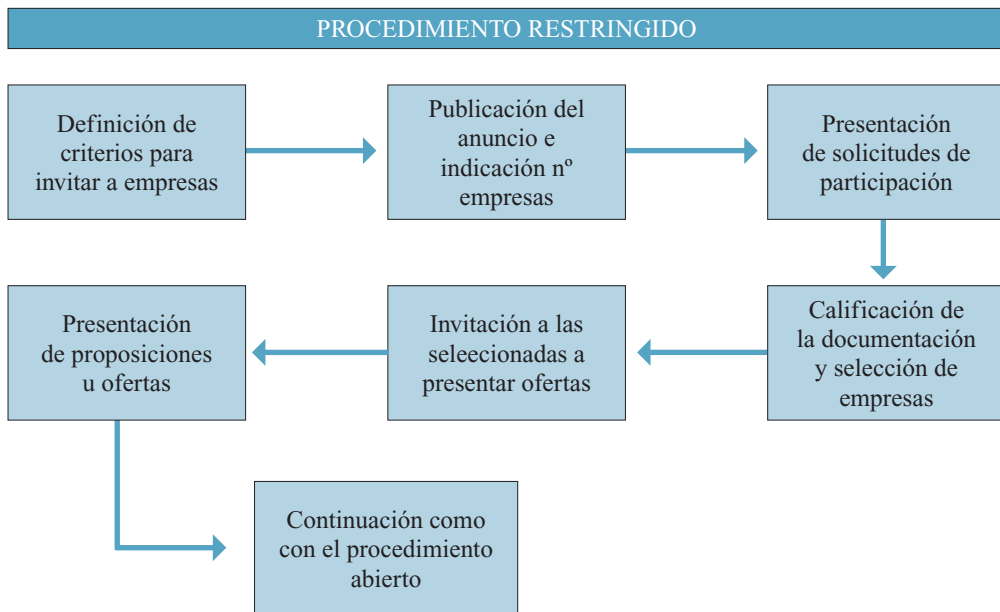 PROCEDIMIENTO RESTRINGIDO
Definición de
criterios para
invitar a empresas
Publicación del
anuncio e
indicación nº
empresas
Presentación
de solicitudes de
participación
Calificación de
la documentación
y selección de
empresas
Invitación a las
seleecionadas a
presentar ofertas
Presentación
de proposiciones
u ofertas
Continuación como
con el procedimiento
abierto